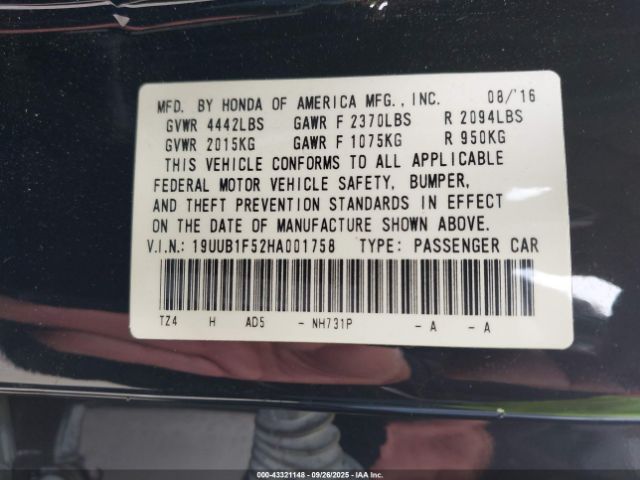 MFD. BY HONDA OF AMERICA MFG., INC. 08/'16
GVWR 4442LBS GAWR F 2370LBS R 2094LBS
GVWR 2015KG GAWR F 1075KG R 950KG
THIS VEHICLE CONFORMS TO ALL APPLICABLE
FEDERAL MOTOR VEHICLE SAFETY, BUMPER,
AND THEFT PREVENTION STANDARDS IN EFFECT
ON THE DATE OF MANUFACTURE SHOWN ABOVE.
V.I.N.: 19UUB1F52HA001758 TYPE: PASSENGER CAR
TZ4 H AD5 - NH731P - A - A
000-43321148 - 09/26/2025 - IAA Inc.